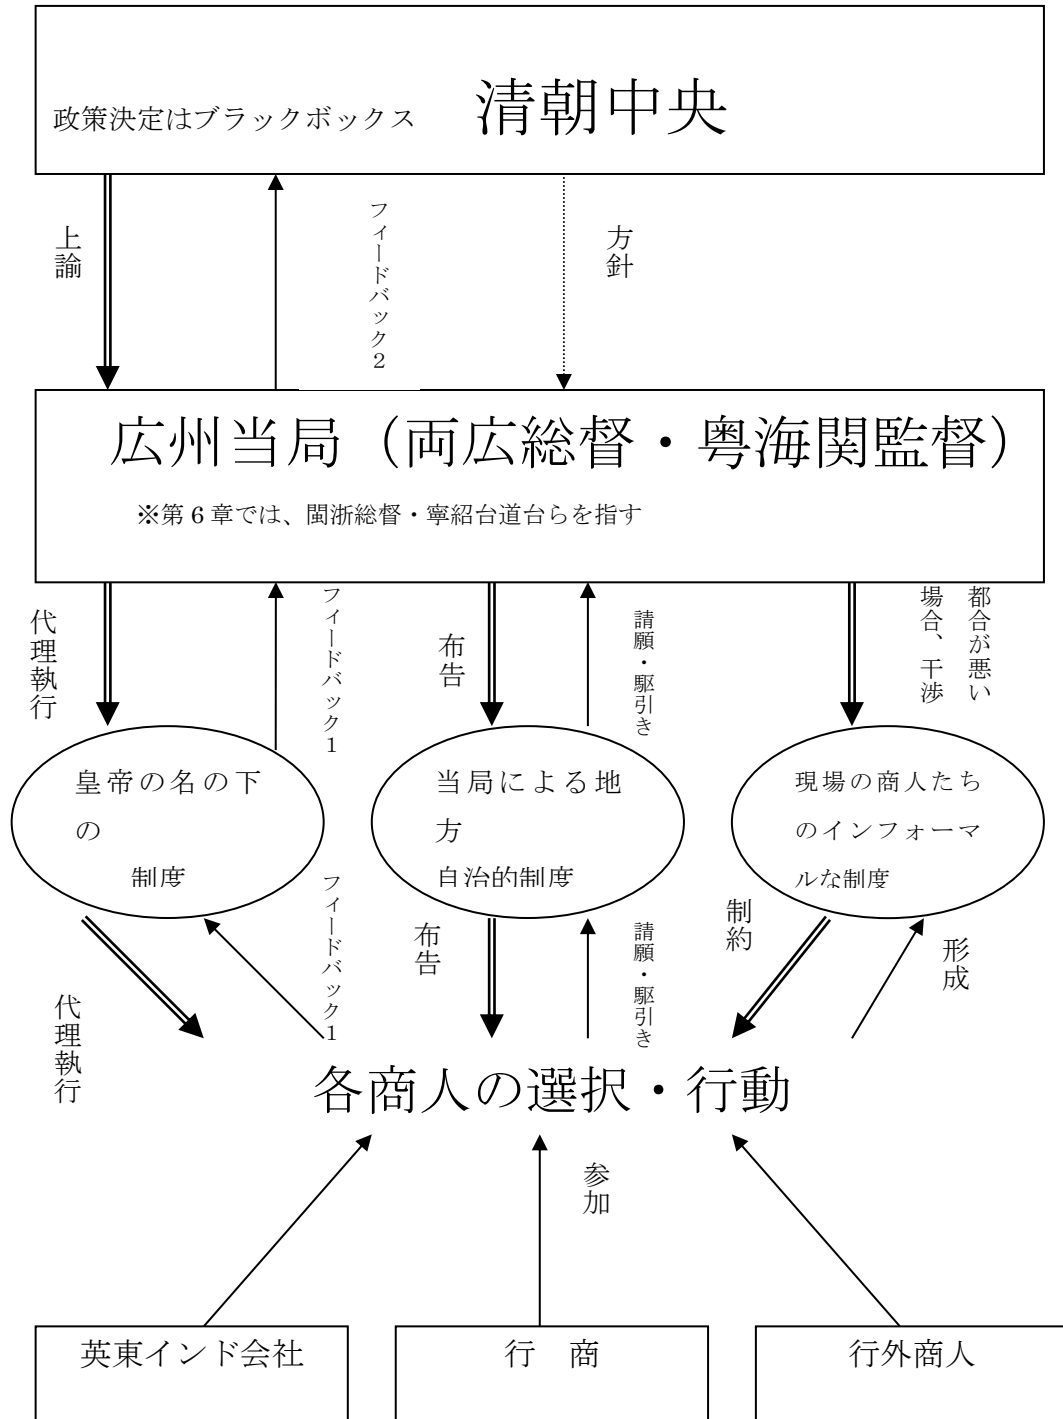 政策決定はブラックボックス 清朝中央
上諭
フィードバック2
方針
広州当局(両広総督・粤海関監督)
※第6章では、閩浙総督・寧紹台道台らを指す
代理執行
フィードバック1
布告
請願・駆引き
都合が悪い
場合、干渉
皇帝の名の下
の
制度
当局による地
方
自治的制度
現場の商人たち
のインフォーマ
ルな制度
代理執行
フィードバック1
布告
請願・駆引き
制約
形成
各商人の選択・行動
参加
英東インド会社
行 商
行外商人